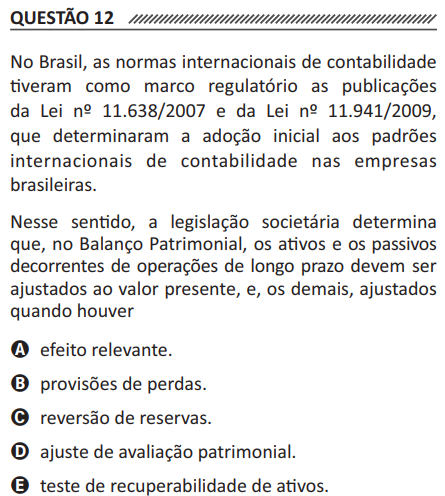 QUESTÃO 12
No Brasil, as normas internacionais de contabilidade
tiveram como marco regulatório as publicações
da Lei nº 11.638/2007 e da Lei nº 11.941/2009,
que determinaram a adoção inicial aos padrões
internacionais de contabilidade nas empresas
brasileiras.
Nesse sentido, a legislação societária determina
que, no Balanço Patrimonial, os ativos e os passivos
decorrentes de operações de longo prazo devem ser
ajustados ao valor presente, e, os demais, ajustados
quando houver
A efeito relevante.
B provisões de perdas.
C reversão de reservas.
D ajuste de avaliação patrimonial.
E teste de recuperabilidade de ativos.